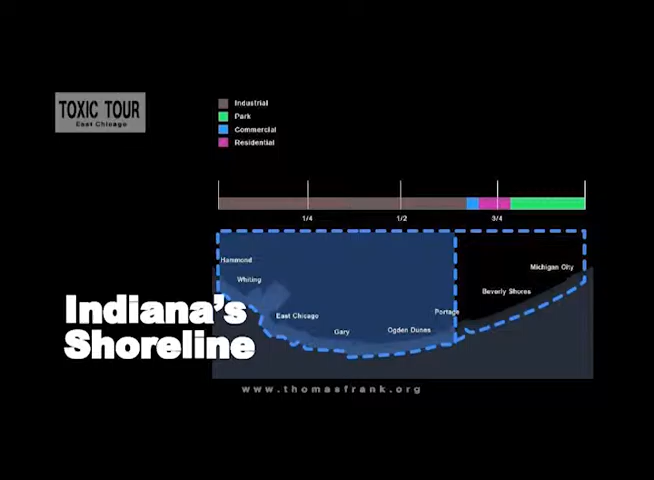 TOXIC TOUR
East Chicago
Industrial
Park
Commercial
Residential
1/4 1/2 3/4
Hammond
Michigan City
Whiting
Beverly Shores
Portage
East Chicago
Gary
Ogden Dunes
Indiana's
Shoreline
www.thomasfrank.org